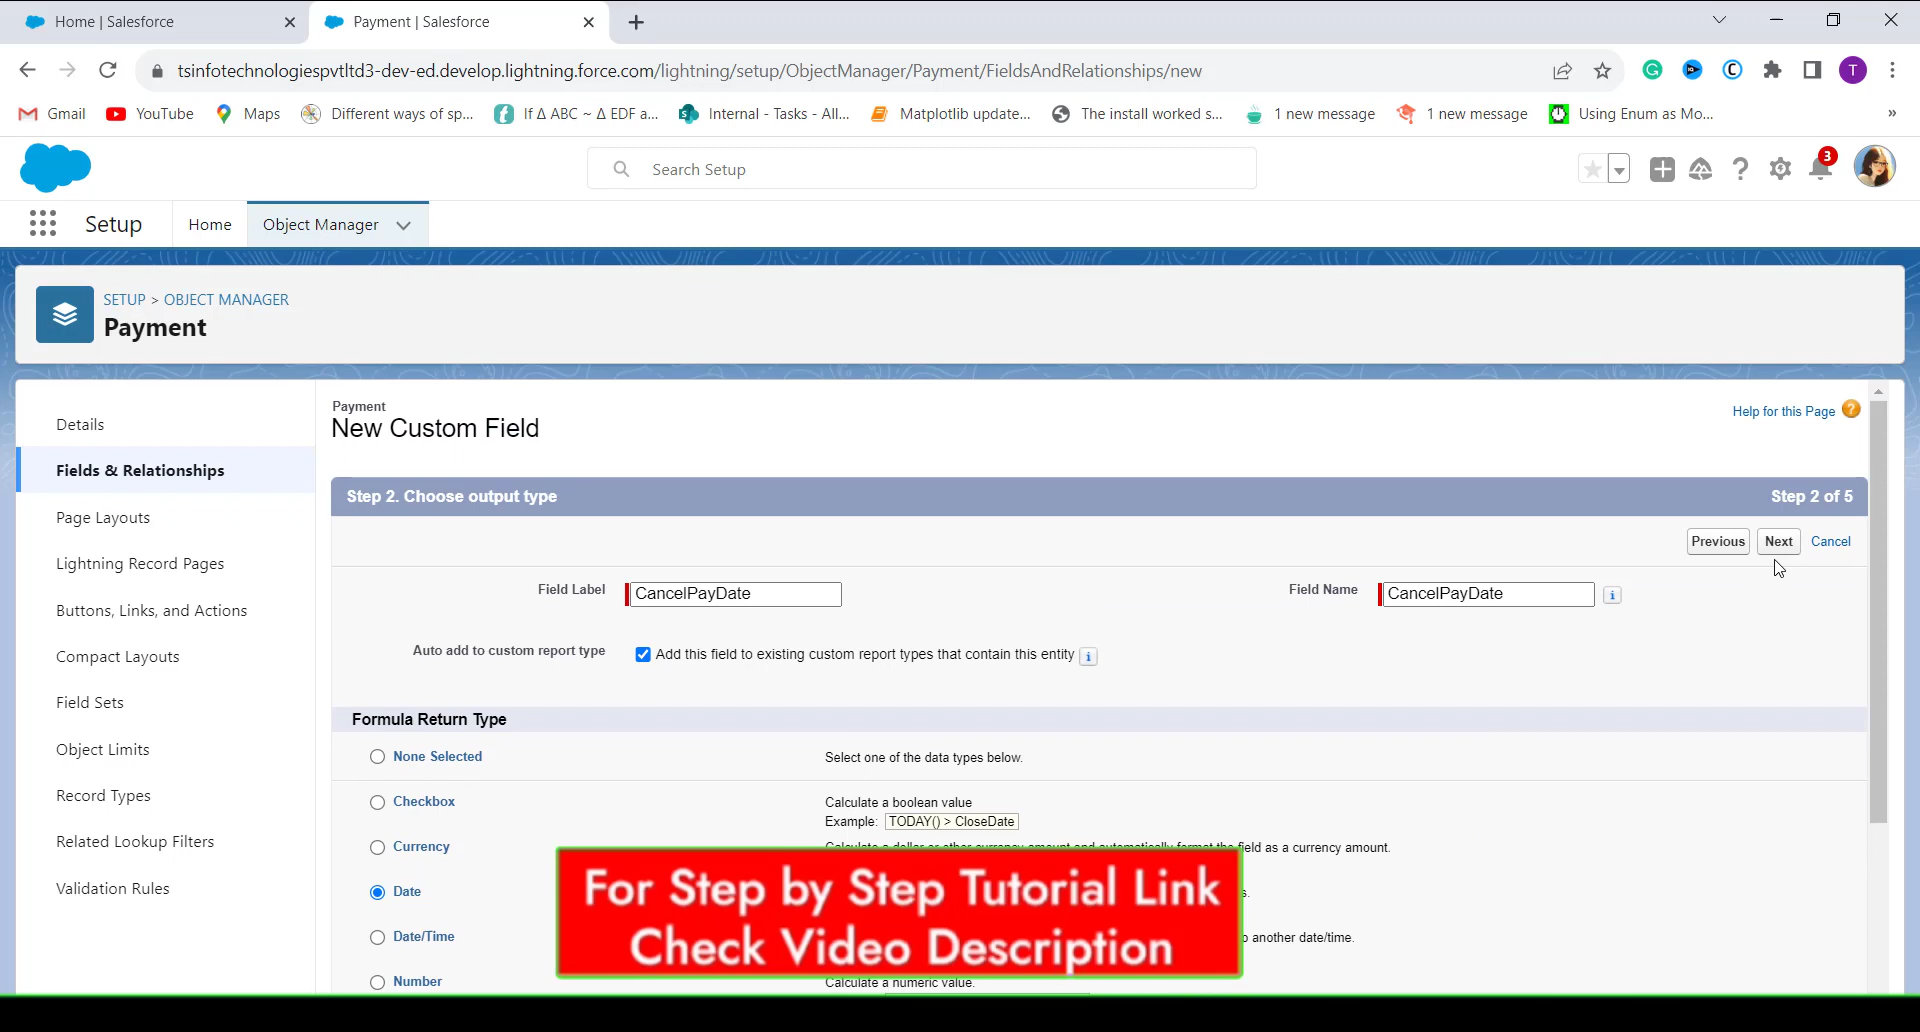 Home | Salesforce
Payment | Salesforce
tsinfotechnologiespvtltd3-dev-ed.develop.lightning.force.com/lightning/setup/ObjectManager/Payment/FieldsAndRelationships/new
T
Gmail
YouTube
Maps
Different ways of sp...
If Δ ABC ~ Δ EDF a...
Internal - Tasks - All...
Matplotlib update...
The install worked s...
1 new message
1 new message
Using Enum as Mo...
»
Search Setup
3
Setup
Home
Object Manager
SETUP > OBJECT MANAGER
Payment
Details
Fields & Relationships
Page Layouts
Lightning Record Pages
Buttons, Links, and Actions
Compact Layouts
Field Sets
Object Limits
Record Types
Related Lookup Filters
Validation Rules
Payment
New Custom Field
Help for this Page
Step 2. Choose output type
Step 2 of 5
Previous
Next
Cancel
Field Label
CancelPayDate
Field Name
CancelPayDate
Auto add to custom report type
Add this field to existing custom report types that contain this entity
Formula Return Type
None Selected
Select one of the data types below.
Checkbox
Calculate a boolean value
Example: TODAY() > CloseDate
Currency
Calculate a dollar or other currency amount and automatically format the field as a currency amount.
Date
Date/Time
o another date/time.
Number
Calculate a numeric value.
For Step by Step Tutorial Link
Check Video Description